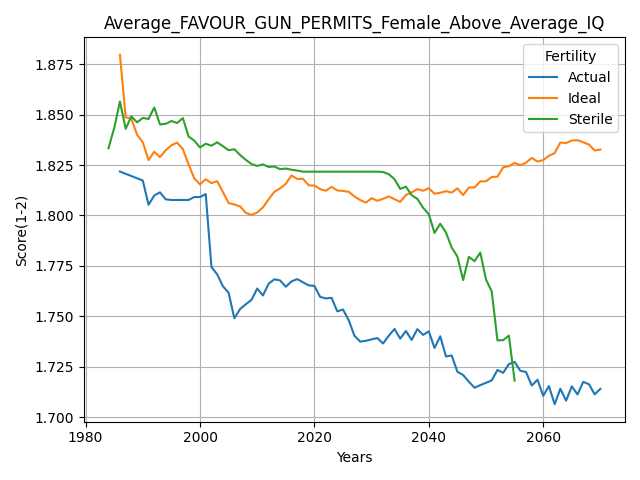 Average_FAVOUR_GUN_PERMITS_Female_Above_Average_IQ
Fertility
Actual
Ideal
Sterile
Score(1-2)
1.875
1.850
1.825
1.800
1.775
1.750
1.725
1.700
1980
2000
2020
2040
2060
Years